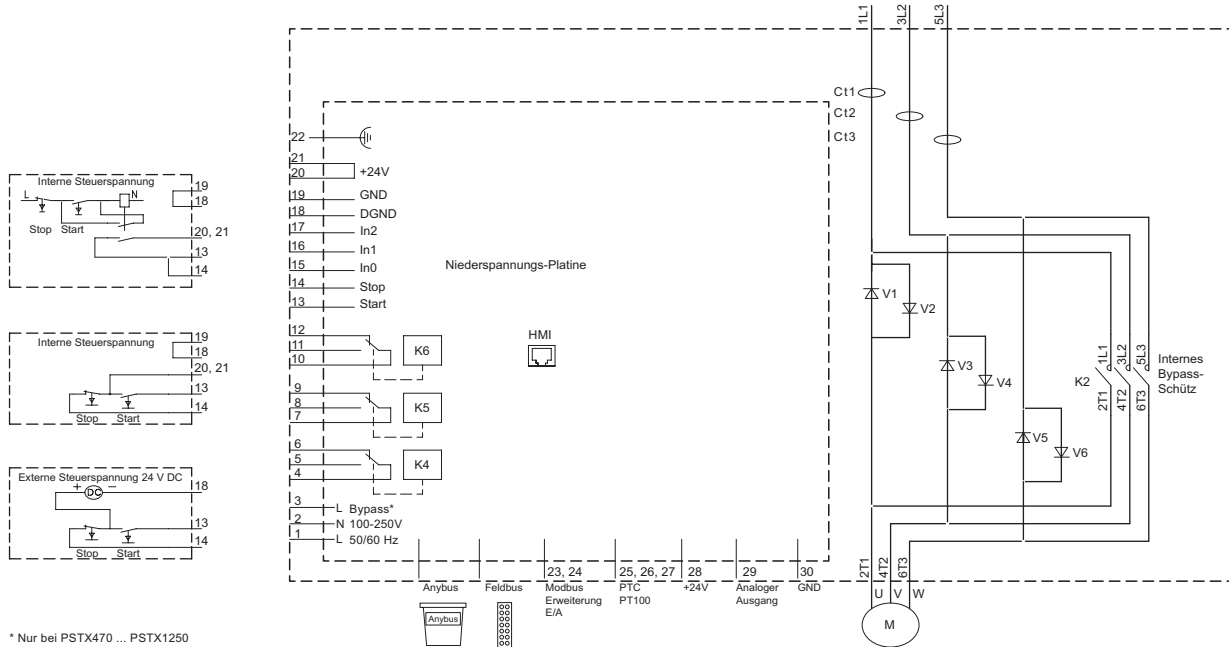 1L1
3L2
5L3
Ct1
Ct2
Ct3
22
21
20 +24V
19 GND
18 DGND
17 In2
16 In1
15 In0
14 Stop
13 Start
Niederspannungs-Platine
HMI
12
11
10
K6
9
8
7
K5
6
5
4
K4
3 L Bypass*
2 N 100-250V
1 L 50/60 Hz
Interne Steuerspannung
L N
Stop Start
19
18
20, 21
13
14
Interne Steuerspannung
Stop Start
19
18
20, 21
13
14
Externe Steuerspannung 24 V DC
+ DC −
Stop Start
18
13
14
V1
V2
V3
V4
V5
V6
K2
1L1
3L2
5L3
2T1
4T2
6T3
Internes
Bypass-
Schütz
Anybus
Anybus
Feldbus
23, 24
Modbus
Erweiterung
E/A
25, 26, 27
PTC
PT100
28
+24V
29
Analoger
Ausgang
30
GND
2T1
4T2
6T3
U V W
M
* Nur bei PSTX470 ... PSTX1250